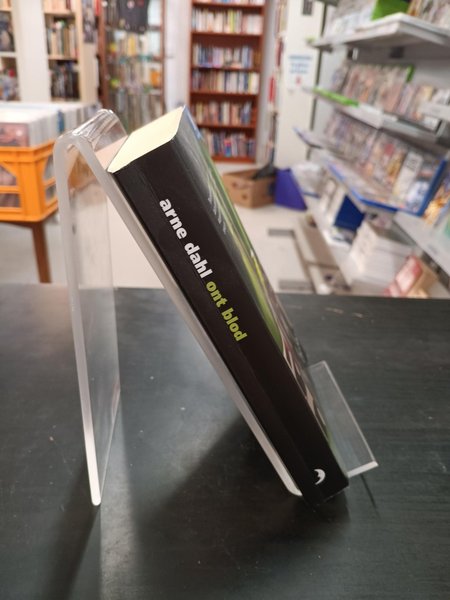 arne dahl ont blod